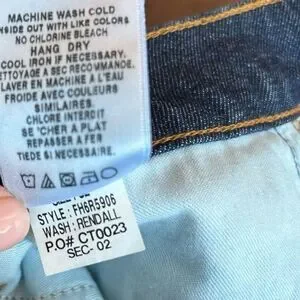 MACHINE WASH COLD
INSIDE OUT WITH LIKE COLORS
NO CHLORINE BLEACH
HANG DRY
COOL IRON IF NECESSARY.
NETTOYAGE A SEC RECOMMANDE.
LAVER EN MACHINE A L'EAU
FROIDE AVEC COULEURS
SIMILAIRES.
CHLORE INTERDIT
SE 'CHER A PLAT
REPASSER A FER
TIEDE SI NECESSAIRE.
STYLE : FH6R5906
WASH : RENDALL
P.O# CT0023
SEC- 02